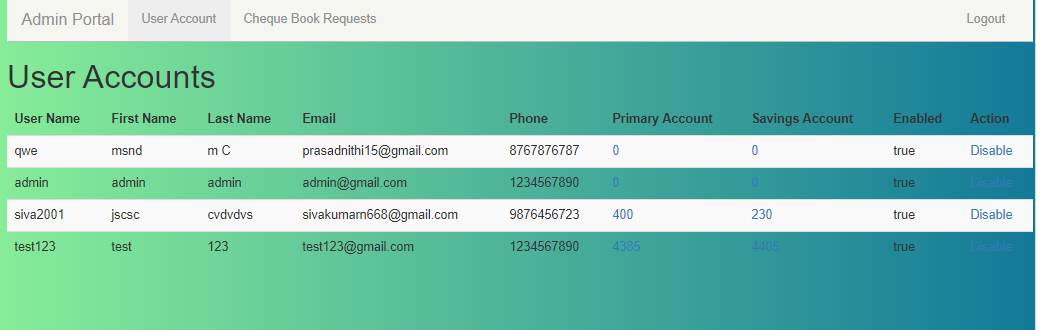 Admin Portal User Account Cheque Book Requests Logout
User Accounts
User Name First Name Last Name Email Phone Primary Account Savings Account Enabled Action
qwe msnd m C prasadnithi15@gmail.com 8767876787 0 0 true Disable
admin admin admin admin@gmail.com 1234567890 0 0 true Disable
siva2001 jscsc cvdvdvs sivakumarn668@gmail.com 9876456723 400 230 true Disable
test123 test 123 test123@gmail.com 1234567890 4385 4405 true Disable